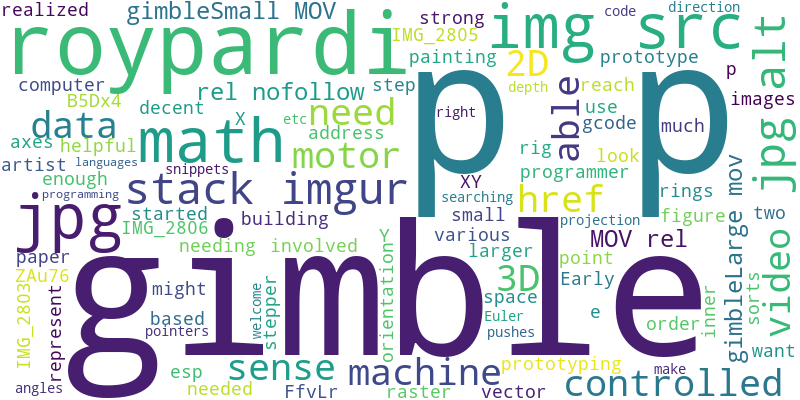 realized
gimbleSmall MOV
strong
code
direction
roypardi
IMG_2805
img src
painting
2D
prototype
jpg alt
computer
rel nofollow
step
p p
depth
p
B5Dx4
decent
need
able
reach
images
data
X
etc
right
use
axes
helpful
math
address
gcode
much
motor
rig
look
artist
languages
snippets
programmer
programming
enough
stack imgur
XY
searching
href
rings
jpg
started
building
small
projection
figure
two
IMG_2806
various
MOV rel
gimbleLarge mov
video
gimble
needing
involved
orientationY
larger
point
paper
ZAu76
3D
Early
sorts
might
space
order
inner
want
IMG_2803
represent
based
welcome
stepper
Euler
e
pointers
pushes
sense
machine
prototyping
make
angles
esp
needed
FfvLr
raster
vector
controlled